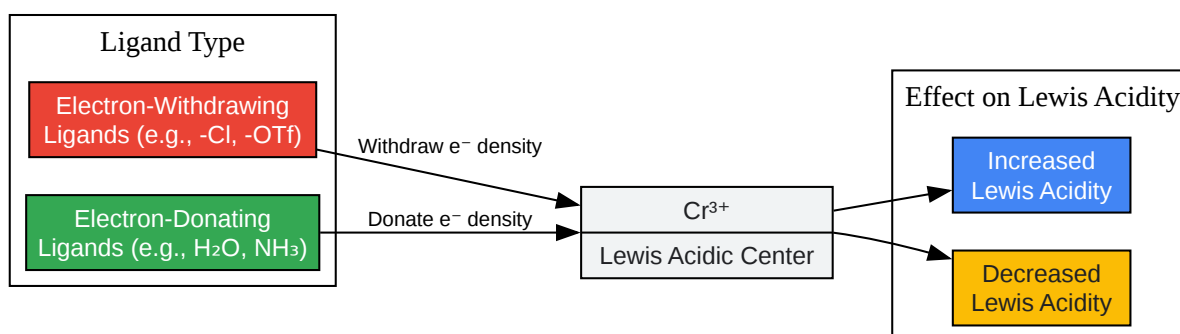 Ligand Type
Electron-Withdrawing
Ligands (e.g., -Cl, -OTf)
Electron-Donating
Ligands (e.g., H₂O, NH₃)
Withdraw e⁻ density
Donate e⁻ density
Cr³⁺
Lewis Acidic Center
Effect on Lewis Acidity
Increased
Lewis Acidity
Decreased
Lewis Acidity